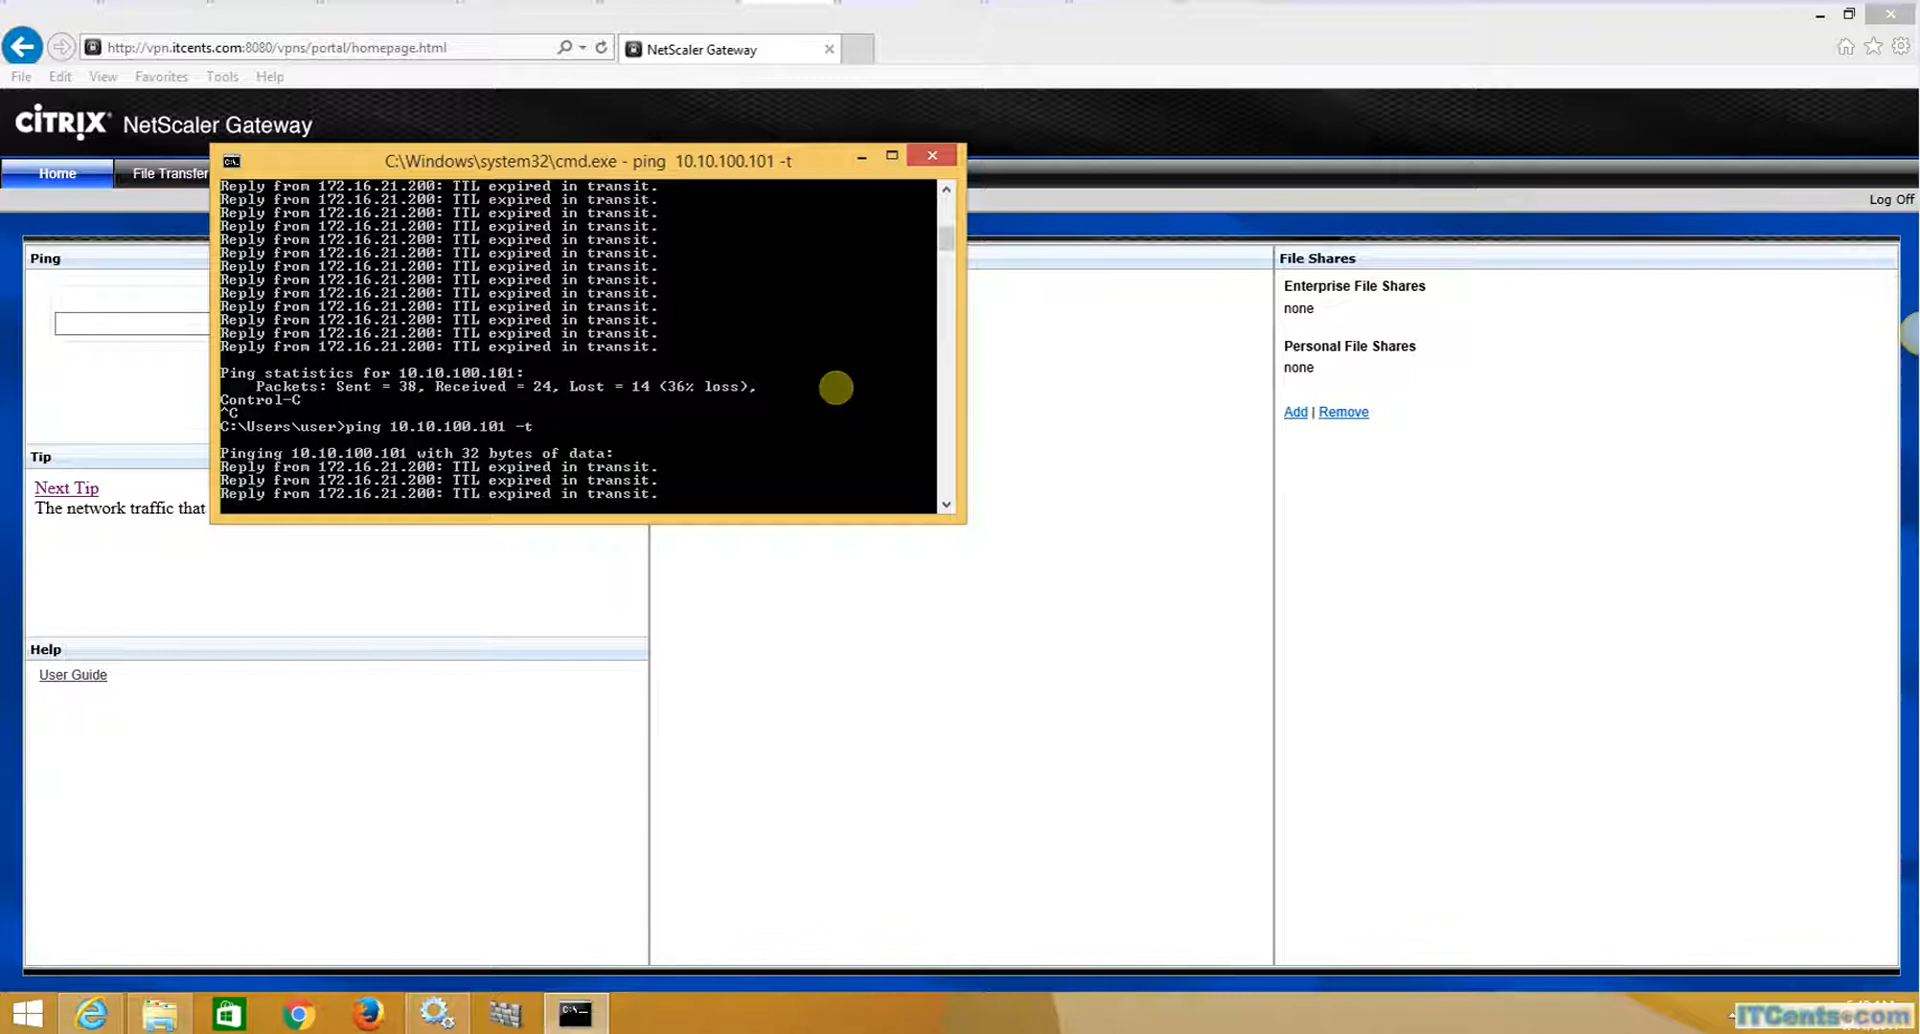 http://vpn.itcents.com:8080/vpns/portal/homepage.html
NetScaler Gateway
File Edit View Favorites Tools Help
CITRIX NetScaler Gateway
C:\Windows\system32\cmd.exe - ping 10.10.100.101 -t
Home
File Transfer
Log Off
Reply from 172.16.21.200: TTL expired in transit.
Reply from 172.16.21.200: TTL expired in transit.
Reply from 172.16.21.200: TTL expired in transit.
Reply from 172.16.21.200: TTL expired in transit.
Reply from 172.16.21.200: TTL expired in transit.
Reply from 172.16.21.200: TTL expired in transit.
Reply from 172.16.21.200: TTL expired in transit.
Reply from 172.16.21.200: TTL expired in transit.
Reply from 172.16.21.200: TTL expired in transit.
Reply from 172.16.21.200: TTL expired in transit.
Reply from 172.16.21.200: TTL expired in transit.
Reply from 172.16.21.200: TTL expired in transit.
Reply from 172.16.21.200: TTL expired in transit.
Ping statistics for 10.10.100.101:
Packets: Sent = 38, Received = 24, Lost = 14 (36% loss),
Control-C
^C
C:\Users\user>ping 10.10.100.101 -t
Pinging 10.10.100.101 with 32 bytes of data:
Reply from 172.16.21.200: TTL expired in transit.
Reply from 172.16.21.200: TTL expired in transit.
Reply from 172.16.21.200: TTL expired in transit.
Ping
Tip
Next Tip
The network traffic that
Help
User Guide
File Shares
Enterprise File Shares
none
Personal File Shares
none
Add | Remove
ITCents.com